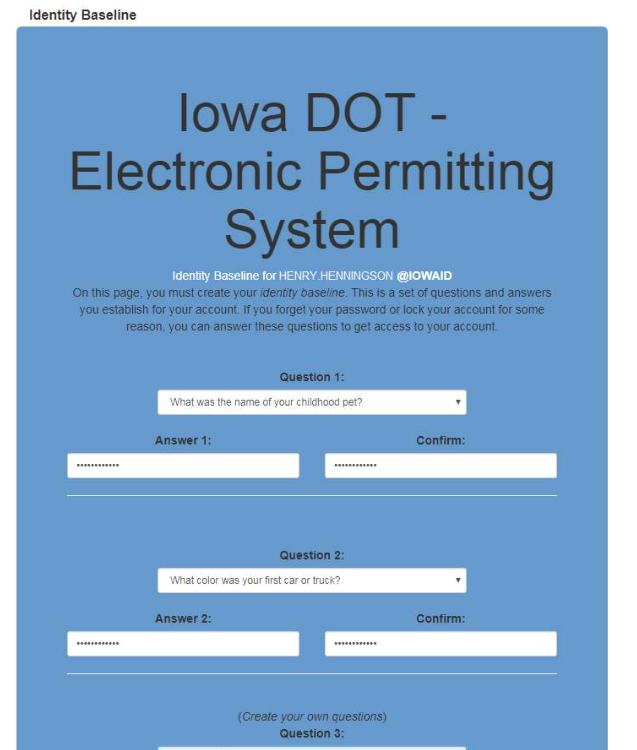 Identity Baseline
Iowa DOT -
Electronic Permitting
System
Identity Baseline for HENRY.HENNINGSON @IOWAID
On this page, you must create your identity baseline. This is a set of questions and answers
you establish for your account. If you forget your password or lock your account for some
reason, you can answer these questions to get access to your account.
Question 1:
What was the name of your childhood pet?
Answer 1: Confirm:
•••••••••••• ••••••••••••
Question 2:
What color was your first car or truck?
Answer 2: Confirm:
•••••••••••• ••••••••••••
(Create your own questions)
Question 3: